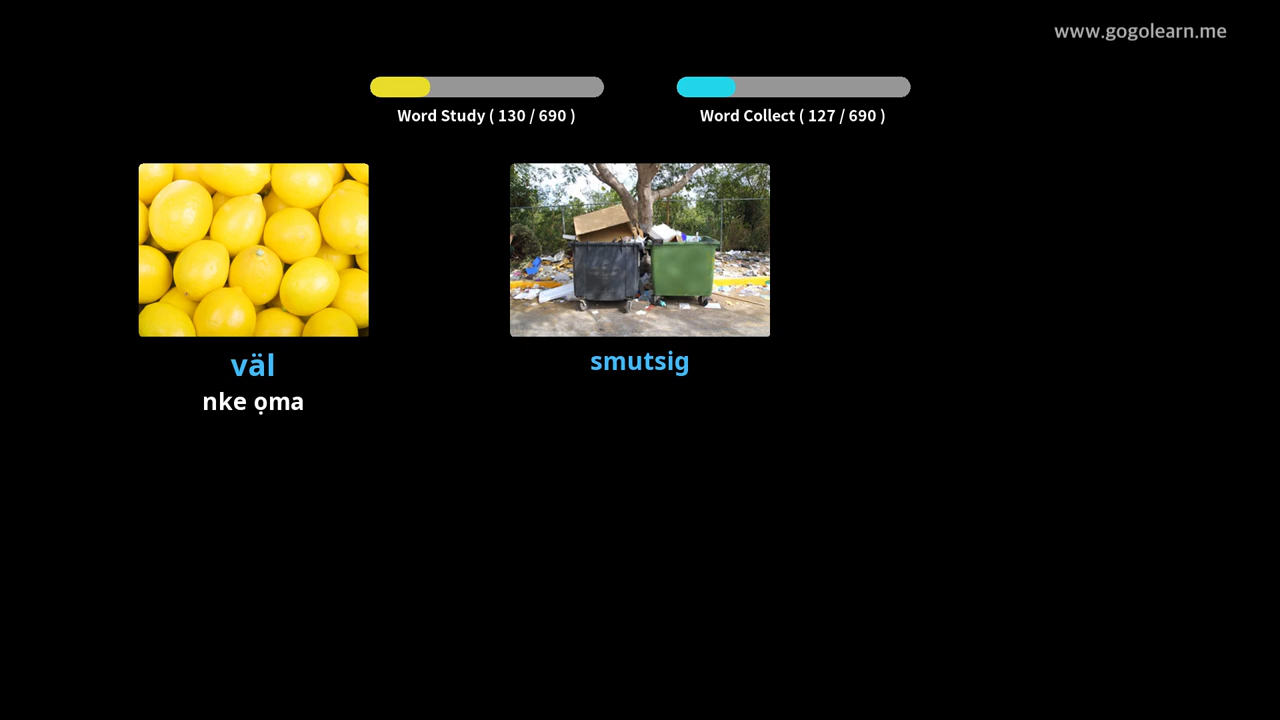 www.gogolearn.me
Word Study ( 130 / 690 )
Word Collect ( 127 / 690 )
väl
nke ọma
smutsig